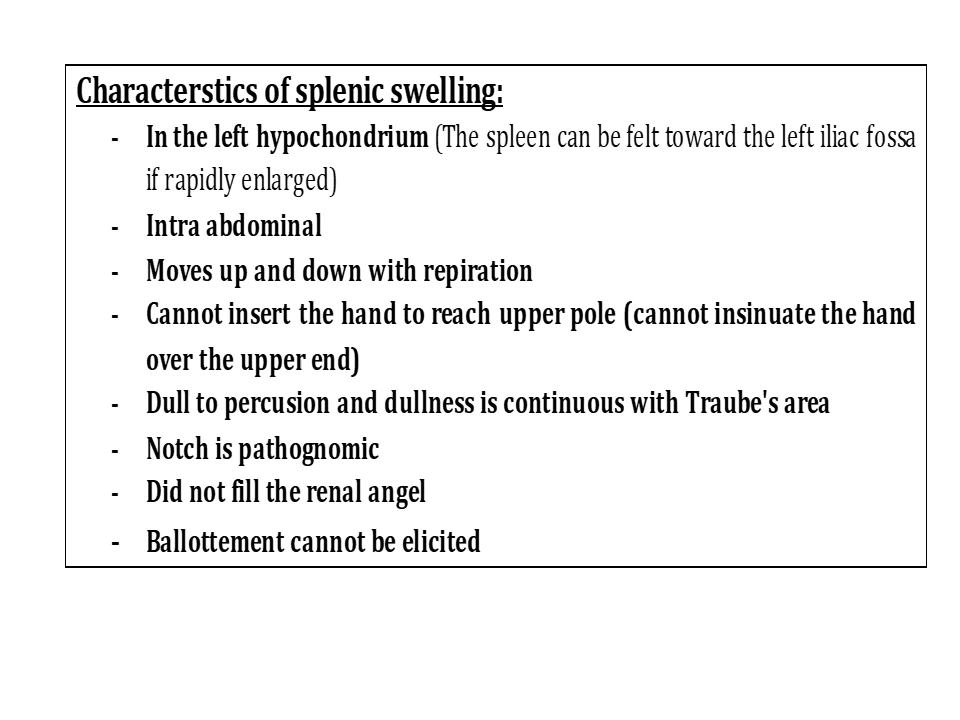 Characterstics of splenic swelling:
- In the left hypochondrium (The spleen can be felt toward the left iliac fossa
if rapidly enlarged)
- Intra abdominal
- Moves up and down with repiration
- Cannot insert the hand to reach upper pole (cannot insinuate the hand
over the upper end)
- Dull to percusion and dullness is continuous with Traube's area
- Notch is pathognomic
- Did not fill the renal angel
- Ballottement cannot be elicited